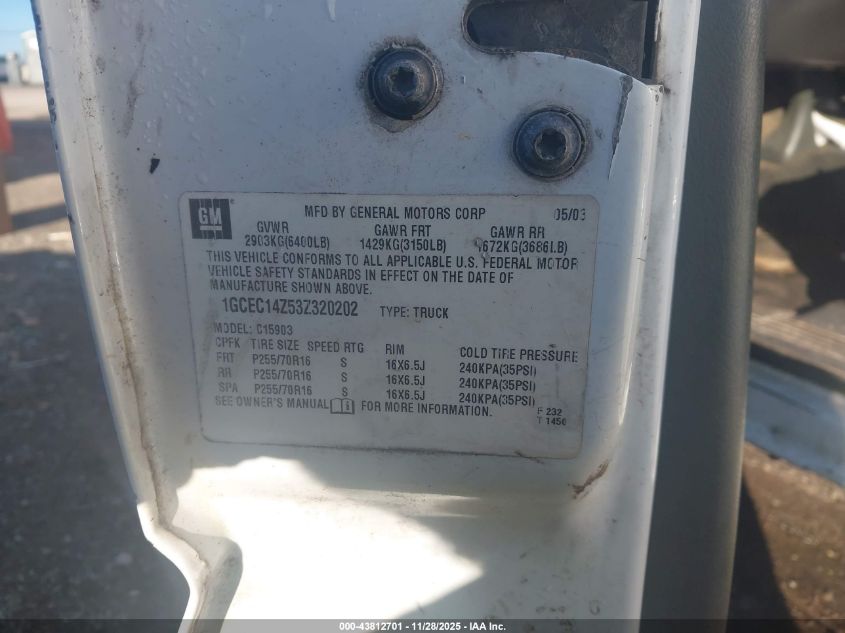 GM
MFD BY GENERAL MOTORS CORP 05/03
GVWR GAWR FRT GAWR RR
2903KG(6400LB) 1429KG(3150LB) 1672KG(3686LB)
THIS VEHICLE CONFORMS TO ALL APPLICABLE U.S. FEDERAL MOTOR
VEHICLE SAFETY STANDARDS IN EFFECT ON THE DATE OF
MANUFACTURE SHOWN ABOVE.
1GCEC14Z53Z320202 TYPE: TRUCK
MODEL: C15903
CPFK TIRE SIZE SPEED RTG RIM COLD TIRE PRESSURE
FRT P255/70R16 S 16X6.5J 240KPA(35PSI)
RR P255/70R16 S 16X6.5J 240KPA(35PSI)
SPA P255/70R16 S 16X6.5J 240KPA(35PSI)
SEE OWNER'S MANUAL FOR MORE INFORMATION.
F 232
T 1450
000-43812701 - 11/28/2025 - IAA Inc.